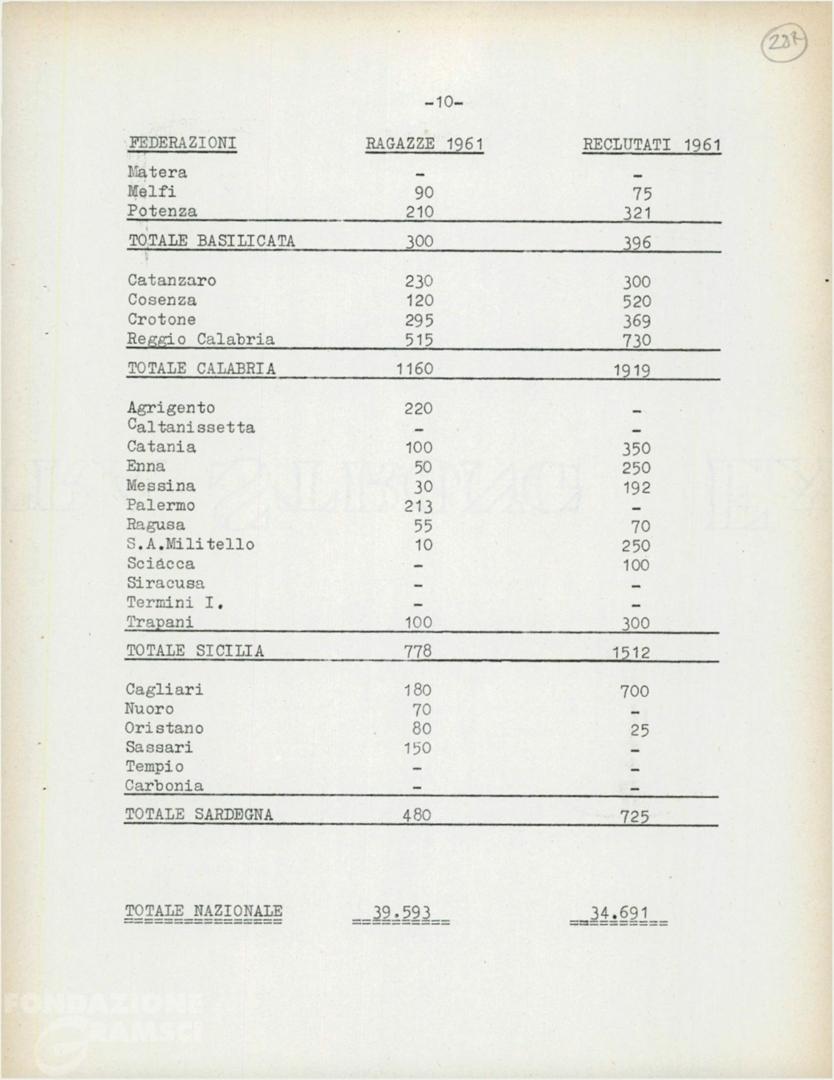 28R
-10-
FEDERAZIONI RAGAZZE 1961 RECLUTATI 1961
Matera - -
Melfi 90 75
Potenza 210 321
TOTALE BASILICATA 300 396
Catanzaro 230 300
Cosenza 120 520
Crotone 295 369
Reggio Calabria 515 730
TOTALE CALABRIA 1160 1919
Agrigento 220 -
Caltanissetta - -
Catania 100 350
Enna 50 250
Messina 30 192
Palermo 213 -
Ragusa 55 70
S.A.Militello 10 250
Sciacca - 100
Siracusa - -
Termini I. - -
Trapani 100 300
TOTALE SICILIA 778 1512
Cagliari 180 700
Nuoro 70 -
Oristano 80 25
Sassari 150 -
Tempio - -
Carbonia - -
TOTALE SARDEGNA 480 725
TOTALE NAZIONALE 39.593 34.691
FONDAZIONE
GRAMSCI